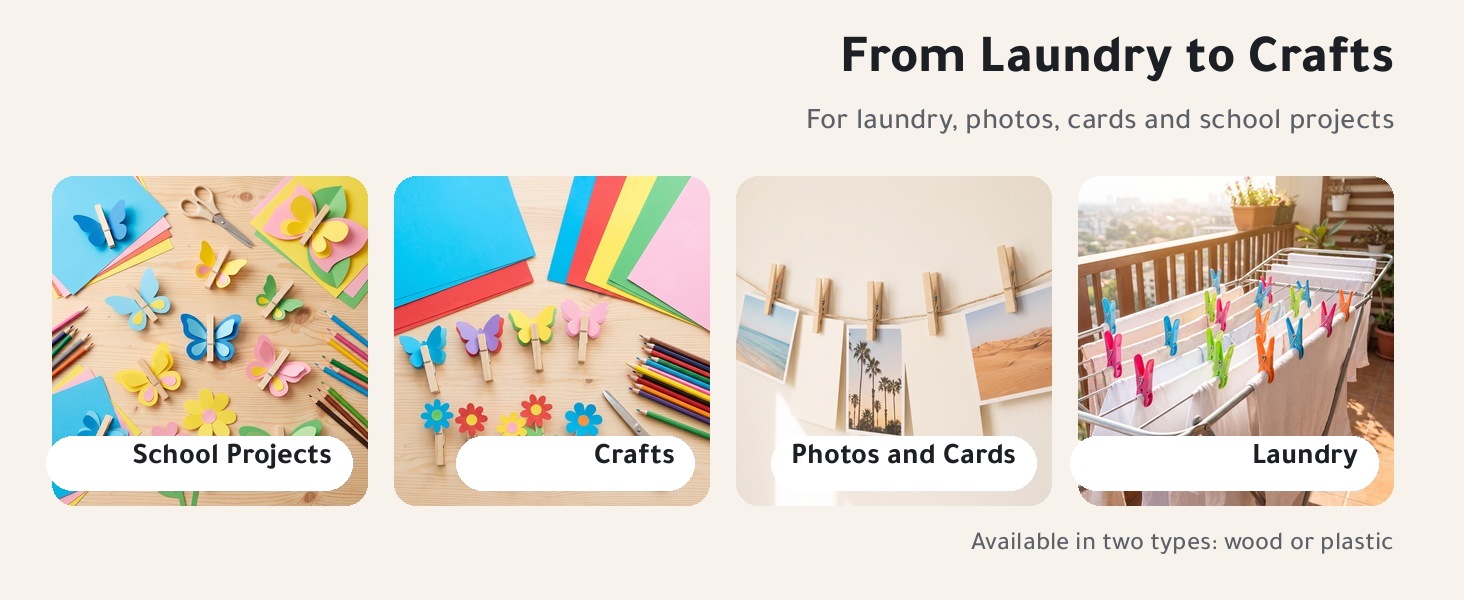 From Laundry to Crafts
For laundry, photos, cards and school projects
School Projects
Crafts
Photos and Cards
Laundry
Available in two types: wood or plastic